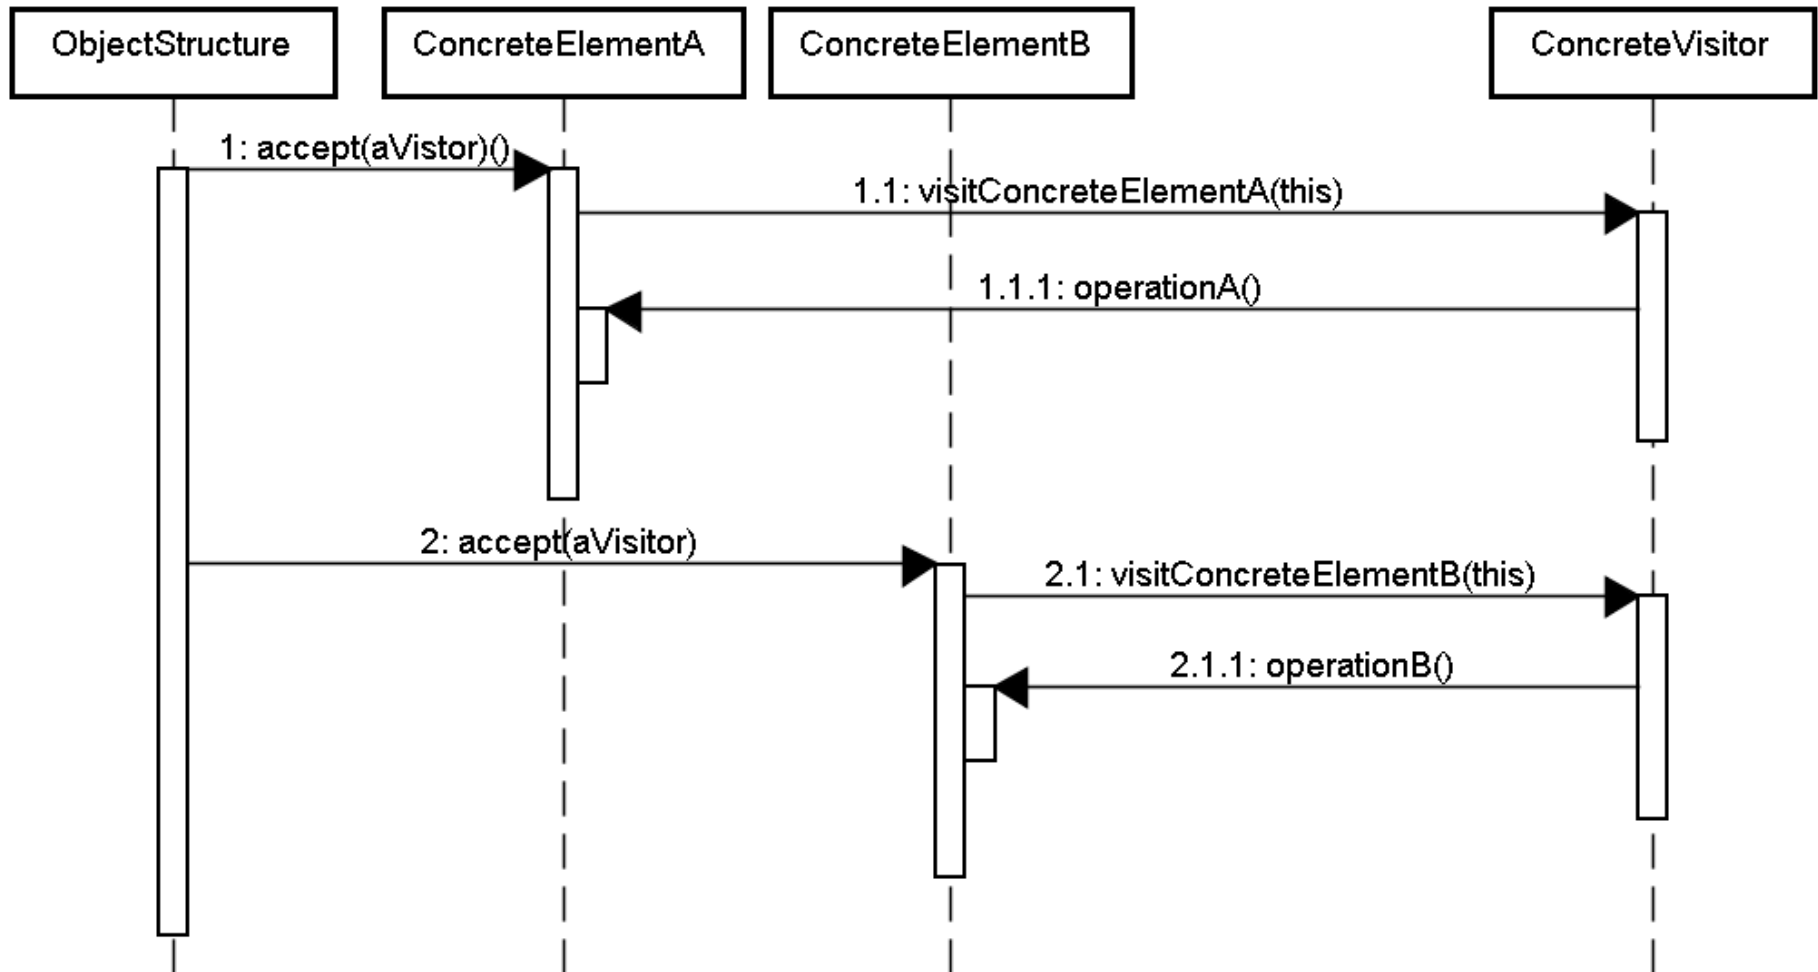 ObjectStructure
ConcreteElementA
ConcreteElementB
ConcreteVisitor
1: accept(aVistor)()
1.1: visitConcreteElementA(this)
1.1.1: operationA()
2: accept(aVisitor)
2.1: visitConcreteElementB(this)
2.1.1: operationB()